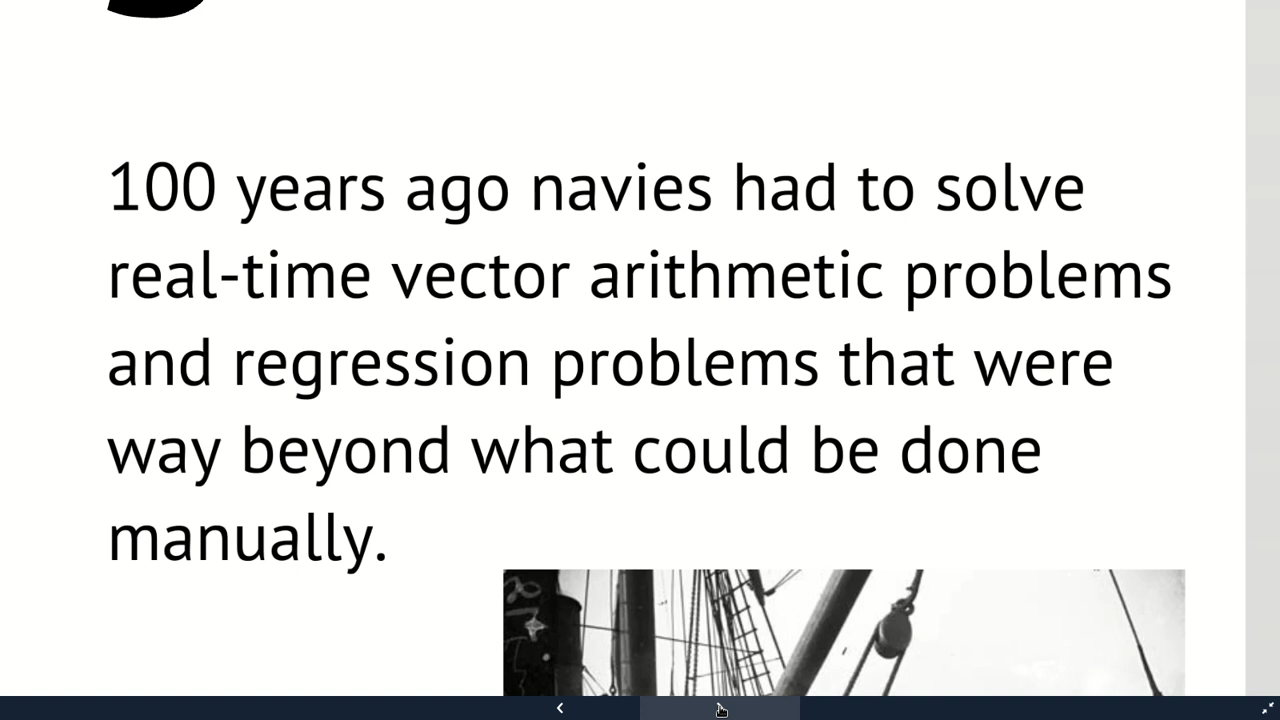 100 years ago navies had to solve
real-time vector arithmetic problems
and regression problems that were
way beyond what could be done
manually.